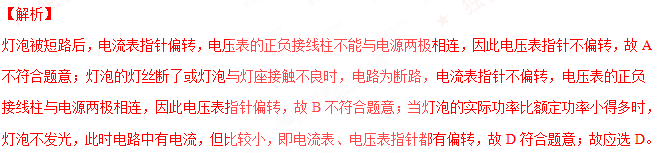 【解析】
灯泡被短路后，电流表指针偏转，电压表的正负接线柱不能与电源两极相连，因此电压表指针不偏转，故 A
不符合题意；灯泡的灯丝断了或灯泡与灯座接触不良时，电路为断路，电流表指针不偏转，电压表的正负
接线柱与电源两极相连，因此电压表指针偏转，故 B 不符合题意；当灯泡的实际功率比额定功率小得多时，
灯泡不发光，此时电路中有电流，但比较小，即电流表、电压表指针都有偏转，故 D 符合题意；故应选 D。